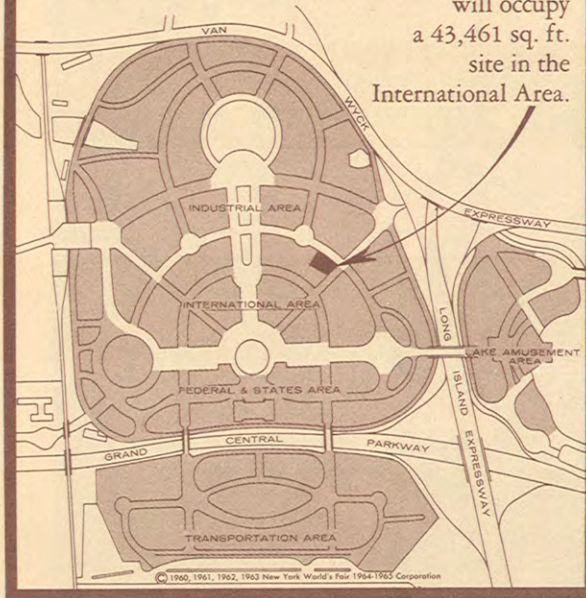 will occupy
a 43,461 sq. ft.
site in the
International Area.
VAN
WYCK
EXPRESSWAY
INDUSTRIAL AREA
INTERNATIONAL AREA
LONG
ISLAND
EXPRESSWAY
LAKE AMUSEMENT
AREA
FEDERAL & STATES AREA
GRAND
CENTRAL
PARKWAY
TRANSPORTATION AREA
© 1960, 1961, 1962, 1963 New York World's Fair 1964-1965 Corporation